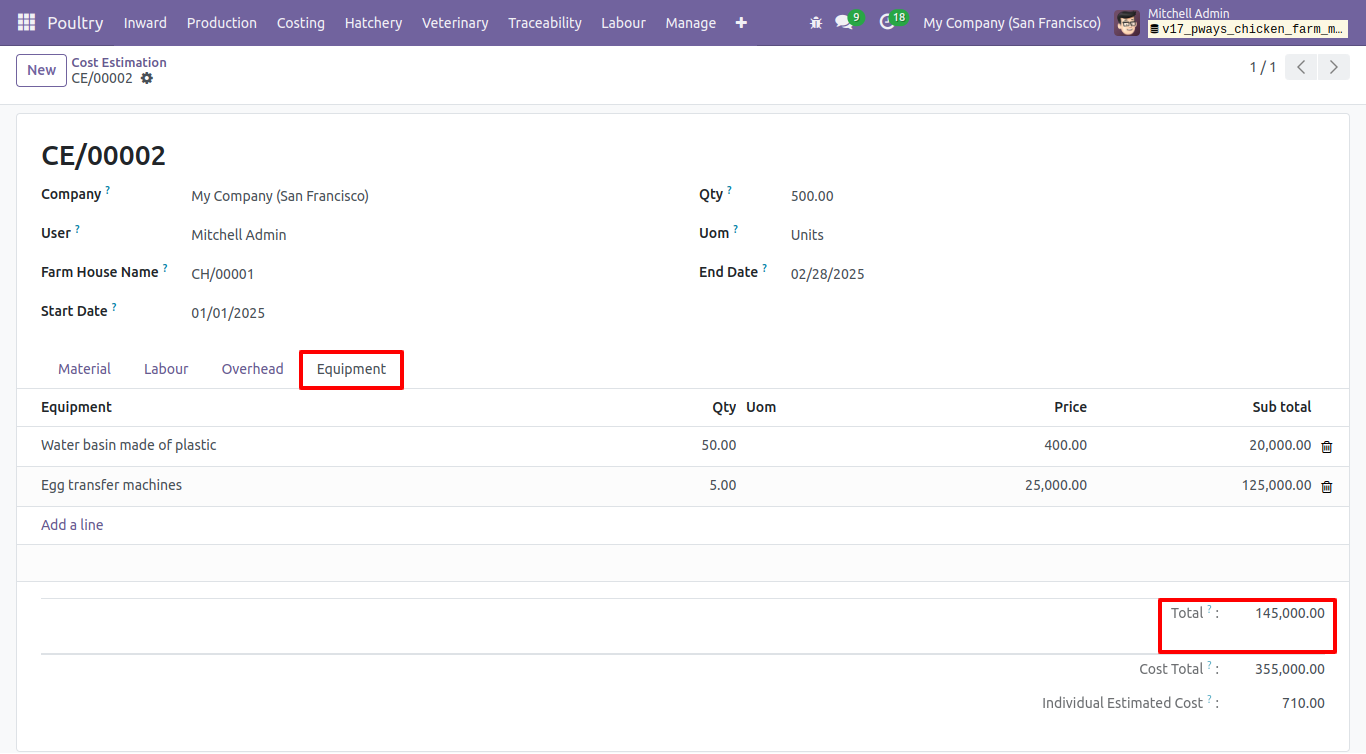 Poultry Inward Production Costing Hatchery Veterinary Traceability Labour Manage + 9 18 My Company (San Francisco) Mitchell Admin
v17_pways_chicken_farm_m...
New Cost Estimation 1 / 1
CE/00002
CE/00002
Company ? My Company (San Francisco) Qty ? 500.00
User ? Mitchell Admin Uom ? Units
Farm House Name ? CH/00001 End Date ? 02/28/2025
Start Date ? 01/01/2025
Material Labour Overhead Equipment
Equipment Qty Uom Price Sub total
Water basin made of plastic 50.00 400.00 20,000.00
Egg transfer machines 5.00 25,000.00 125,000.00
Add a line
Total ? : 145,000.00
Cost Total ? : 355,000.00
Individual Estimated Cost ? : 710.00